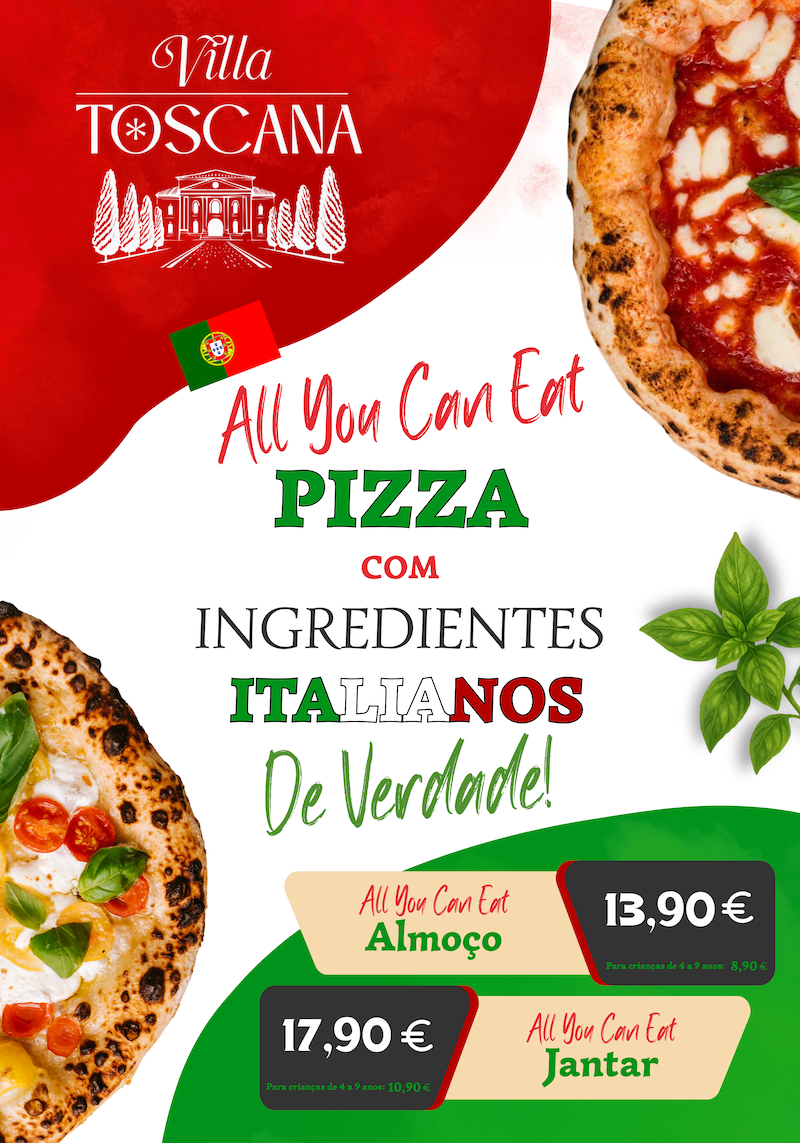 Villa
TOSCANA
All You Can Eat
PIZZA
COM
INGREDIENTES
ITALIANOS
De Verdade!
All You Can Eat
Almoço
13,90 €
Para crianças de 4 a 9 anos: 8,90 €
17,90 €
Para crianças de 4 a 9 anos: 10,90 €
All You Can Eat
Jantar